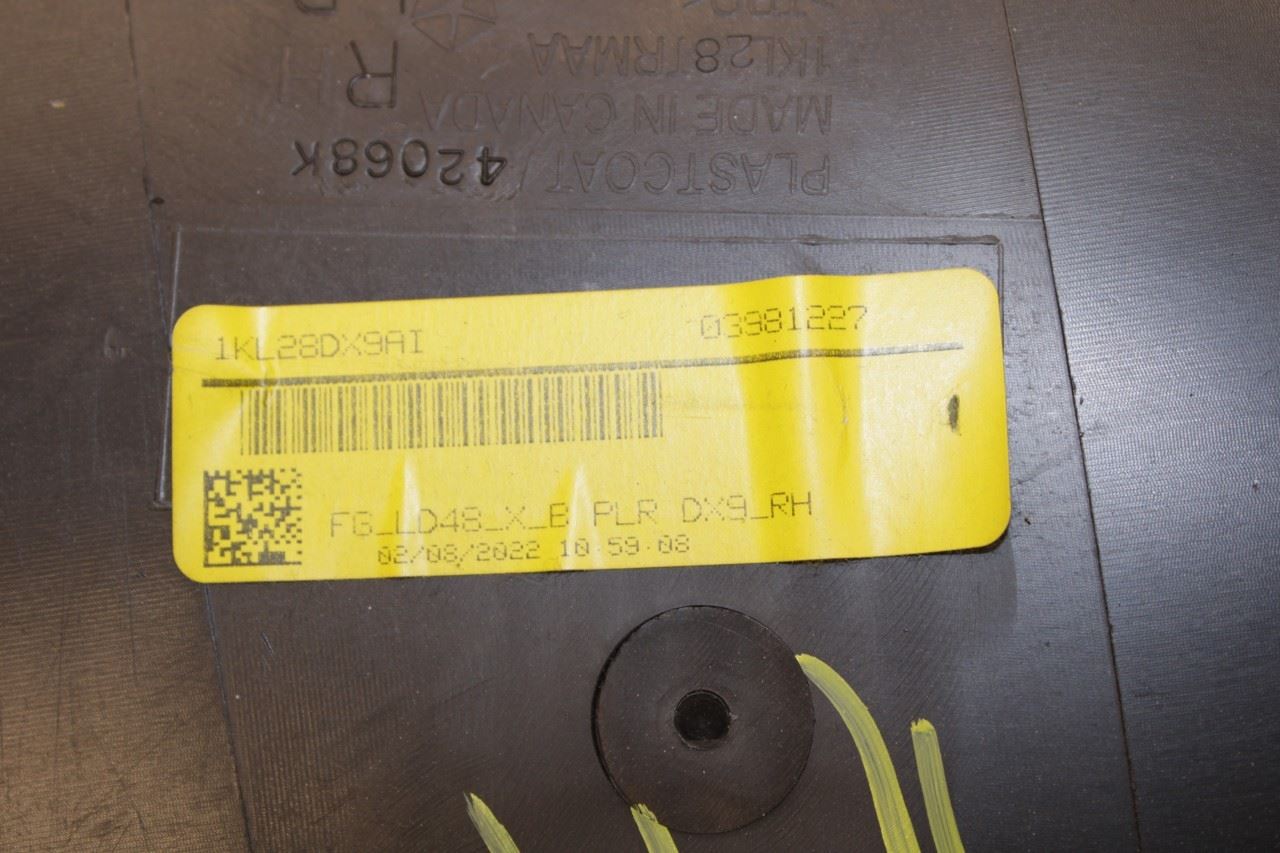 1KL28DX9AI 03981227
FG_LD48_X_B PLR DX9_RH
02/08/2022 10:59:08
PLASTCOAT/42068K
MADE IN CANADA
1KL28TRMAA
RH